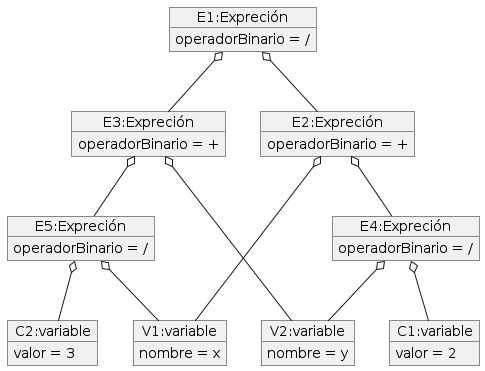 E1:Expreción
operadorBinario = /
E3:Expreción
operadorBinario = +
E2:Expreción
operadorBinario = +
E5:Expreción
operadorBinario = /
E4:Expreción
operadorBinario = /
C2:variable
valor = 3
V1:variable
nombre = x
V2:variable
nombre = y
C1:variable
valor = 2